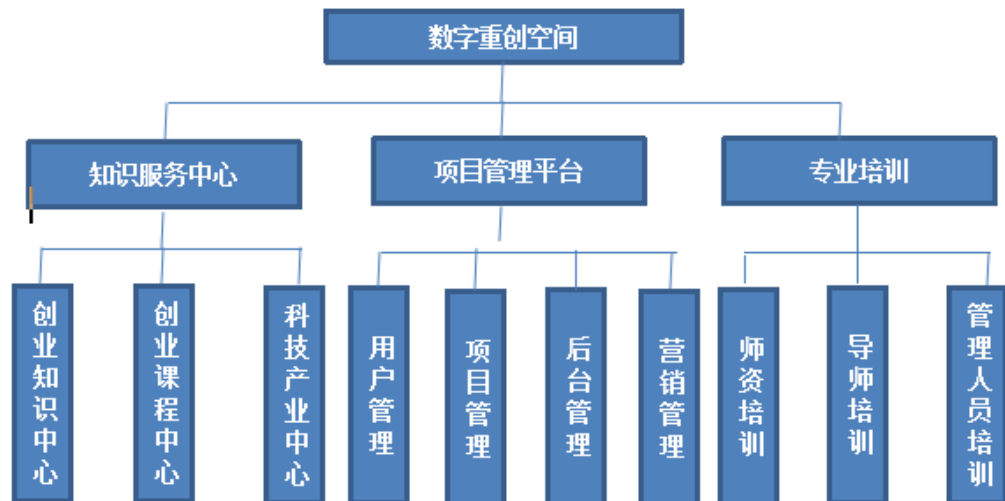 数字重创空间
知识服务中心
项目管理平台
专业培训
创业知识中心
创业课程中心
科技产业中心
用户管理
项目管理
后台管理
营销管理
师资培训
导师培训
管理人员培训